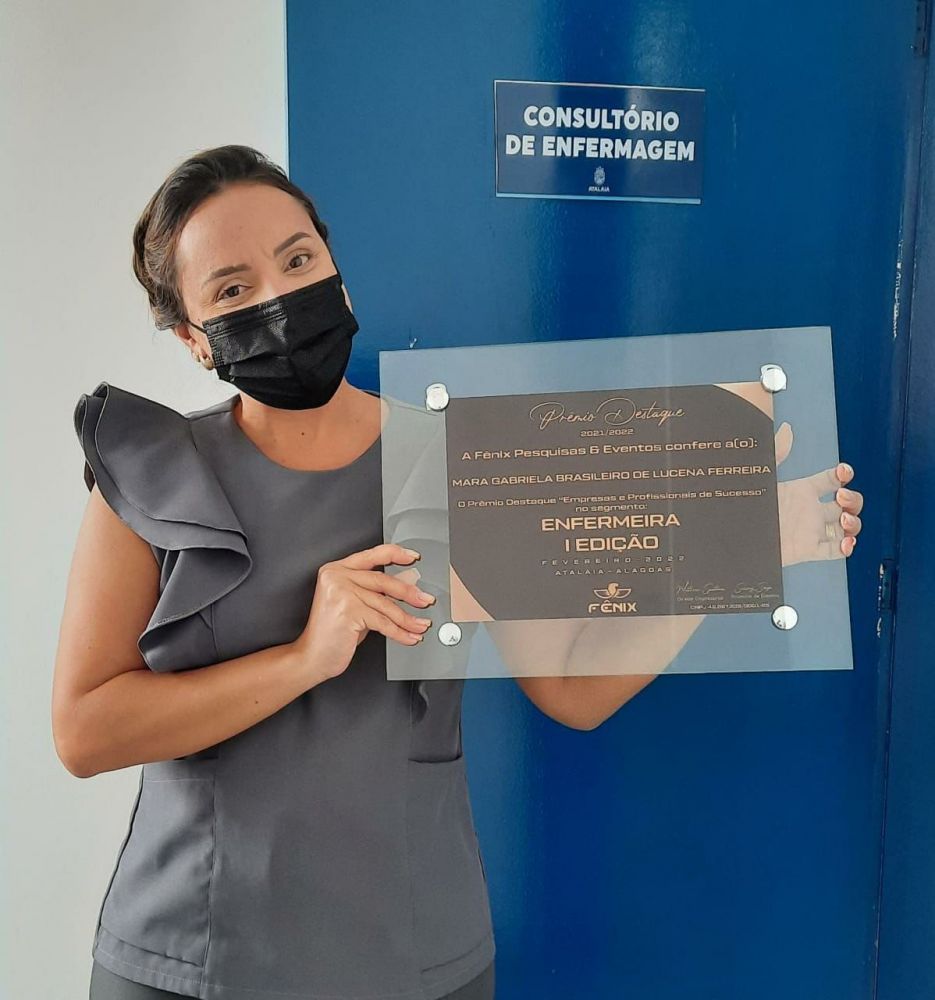 CONSULTÓRIO
DE ENFERMAGEM
ATALAIA
Prêmio Destaque
2021/2022
A Fênix Pesquisas & Eventos confere a(o):
MARA GABRIELA BRASILEIRO DE LUCENA FERREIRA
O Prêmio Destaque "Empresas e Profissionais de Sucesso"
no segmento:
ENFERMEIRA
I EDIÇÃO
FEVEREIRO-2022
ATALAIA-ALAGOAS
FÊNIX